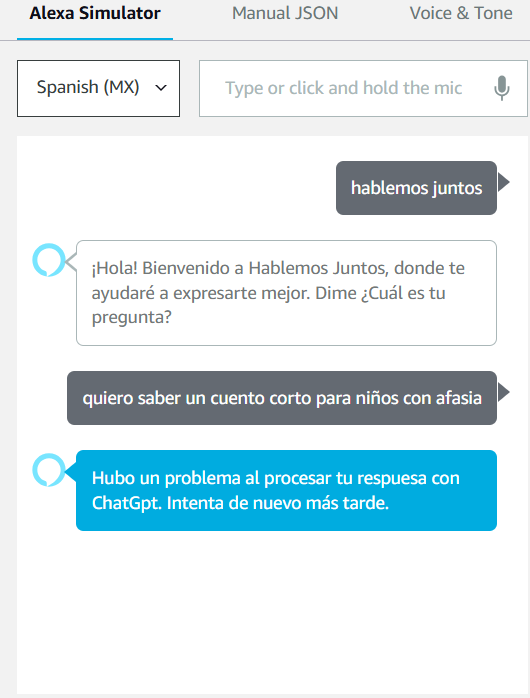 Alexa Simulator
Manual JSON
Voice & Tone
Spanish (MX)
Type or click and hold the mic
hablemos juntos
¡Hola! Bienvenido a Hablemos Juntos, donde te
ayudaré a expresarte mejor. Dime ¿Cuál es tu
pregunta?
quiero saber un cuento corto para niños con afasia
Hubo un problema al procesar tu respuesa con
ChatGpt. Intenta de nuevo más tarde.